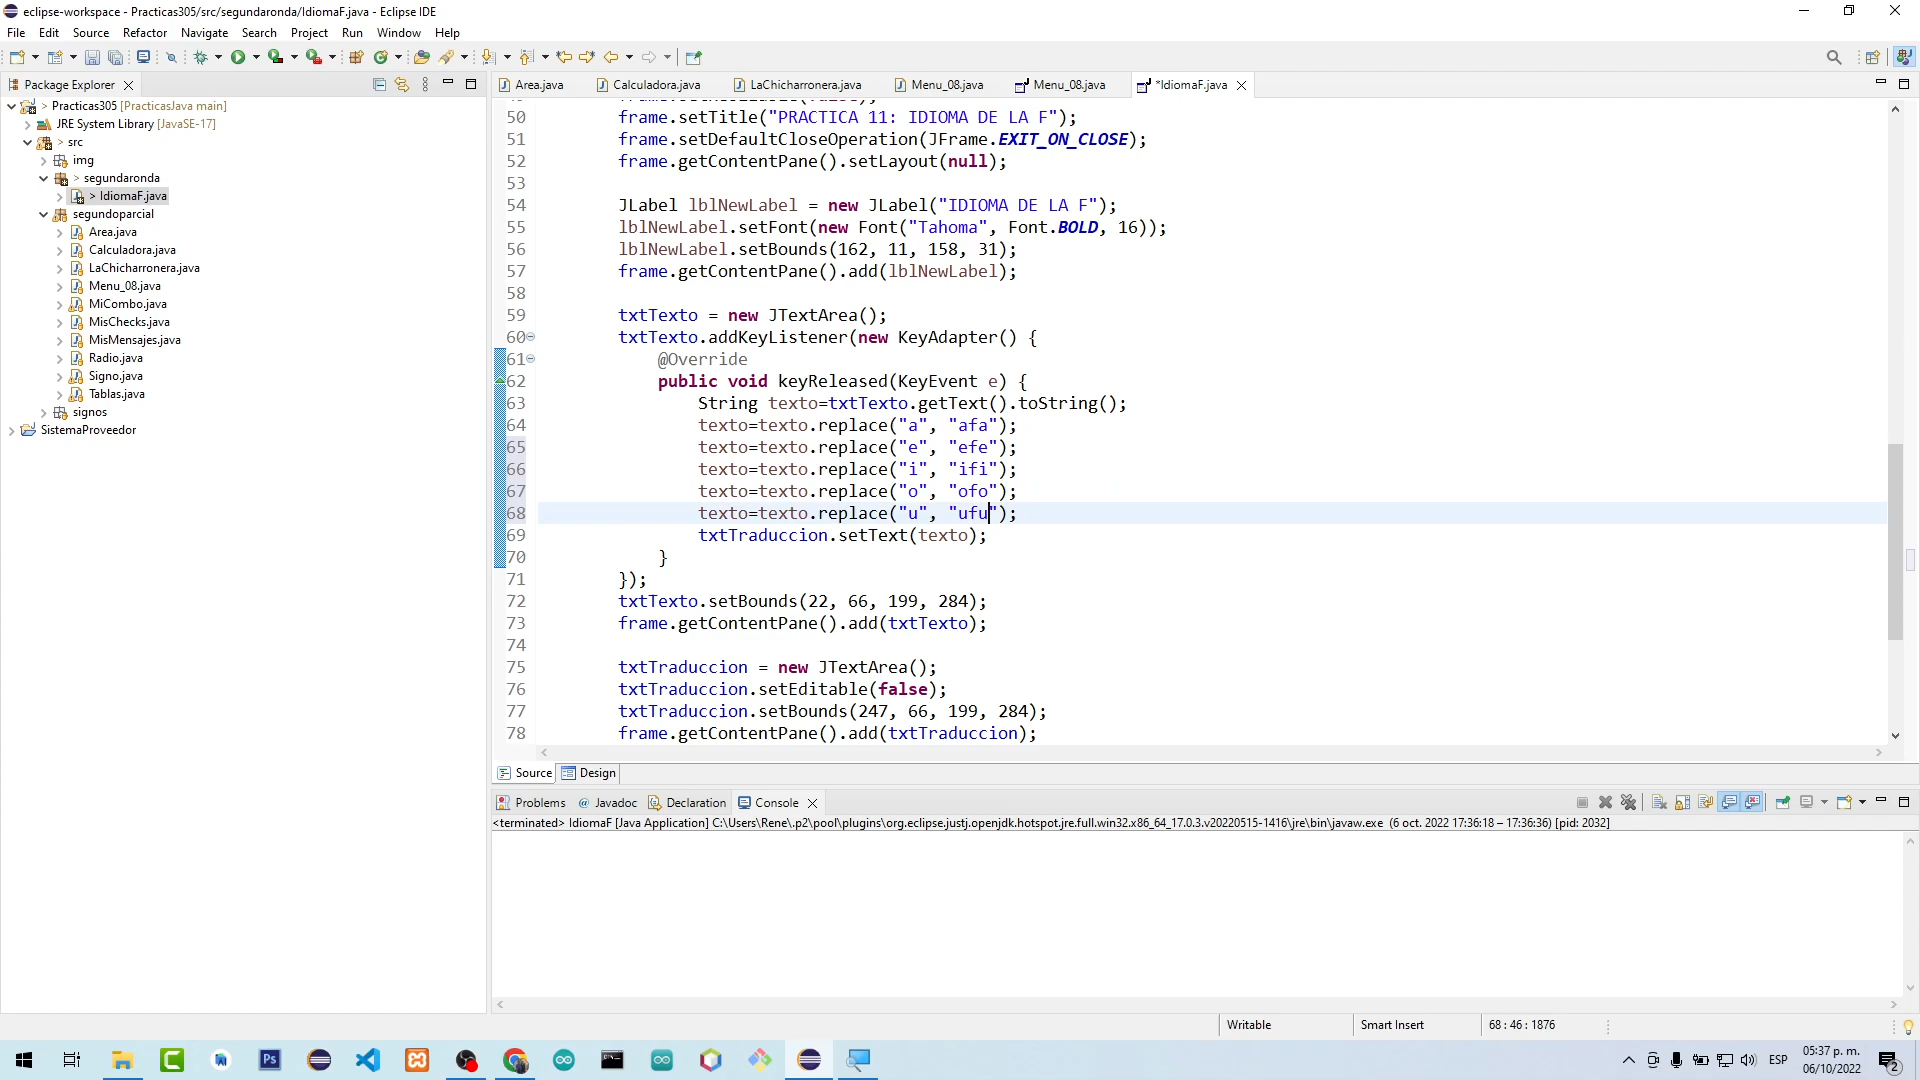 eclipse-workspace - Practicas305/src/segundaronda/IdiomaF.java - Eclipse IDE
File Edit Source Refactor Navigate Search Project Run Window Help
Package Explorer
Area.java Calculadora.java LaChicharronera.java Menu_08.java Menu_08.java *IdiomaF.java
> Practicas305 [PracticasJava main]
JRE System Library [JavaSE-17]
> src
img
> segundaronda
> IdiomaF.java
segundoparcial
Area.java
Calculadora.java
LaChicharronera.java
Menu_08.java
MiCombo.java
MisChecks.java
MisMensajes.java
Radio.java
Signo.java
Tablas.java
signos
SistemaProveedor
50 frame.setTitle("PRACTICA 11: IDIOMA DE LA F");
51 frame.setDefaultCloseOperation(JFrame.EXIT_ON_CLOSE);
52 frame.getContentPane().setLayout(null);
53
54 JLabel lblNewLabel = new JLabel("IDIOMA DE LA F");
55 lblNewLabel.setFont(new Font("Tahoma", Font.BOLD, 16));
56 lblNewLabel.setBounds(162, 11, 158, 31);
57 frame.getContentPane().add(lblNewLabel);
58
59 txtTexto = new JTextArea();
60 txtTexto.addKeyListener(new KeyAdapter() {
61 @Override
62 public void keyReleased(KeyEvent e) {
63 String texto=txtTexto.getText().toString();
64 texto=texto.replace("a", "afa");
65 texto=texto.replace("e", "efe");
66 texto=texto.replace("i", "ifi");
67 texto=texto.replace("o", "ofo");
68 texto=texto.replace("u", "ufu");
69 txtTraduccion.setText(texto);
70 }
71 });
72 txtTexto.setBounds(22, 66, 199, 284);
73 frame.getContentPane().add(txtTexto);
74
75 txtTraduccion = new JTextArea();
76 txtTraduccion.setEditable(false);
77 txtTraduccion.setBounds(247, 66, 199, 284);
78 frame.getContentPane().add(txtTraduccion);
Source Design
Problems Javadoc Declaration Console
<terminated> IdiomaF [Java Application] C:\Users\Rene\.p2\pool\plugins\org.eclipse.justj.openjdk.hotspot.jre.full.win32.x86_64_17.0.3.v20220515-1416\jre\bin\javaw.exe (6 oct. 2022 17:36:18 – 17:36:36) [pid: 2032]
Writable Smart Insert 68 : 46 : 1876
ESP 05:37 p. m.
06/10/2022
2